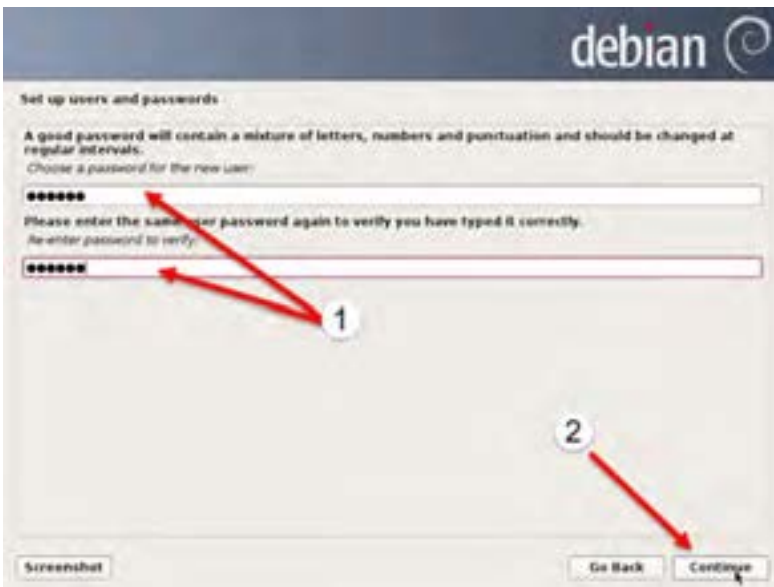 debian
Set up users and passwords
A good password will contain a mixture of letters, numbers and punctuation and should be changed at
regular intervals.
Choose a password for the new user:
●●●●●●
Please enter the same user password again to verify you have typed it correctly.
Re-enter password to verify:
●●●●●●
1
2
Screenshot
Go Back
Continue